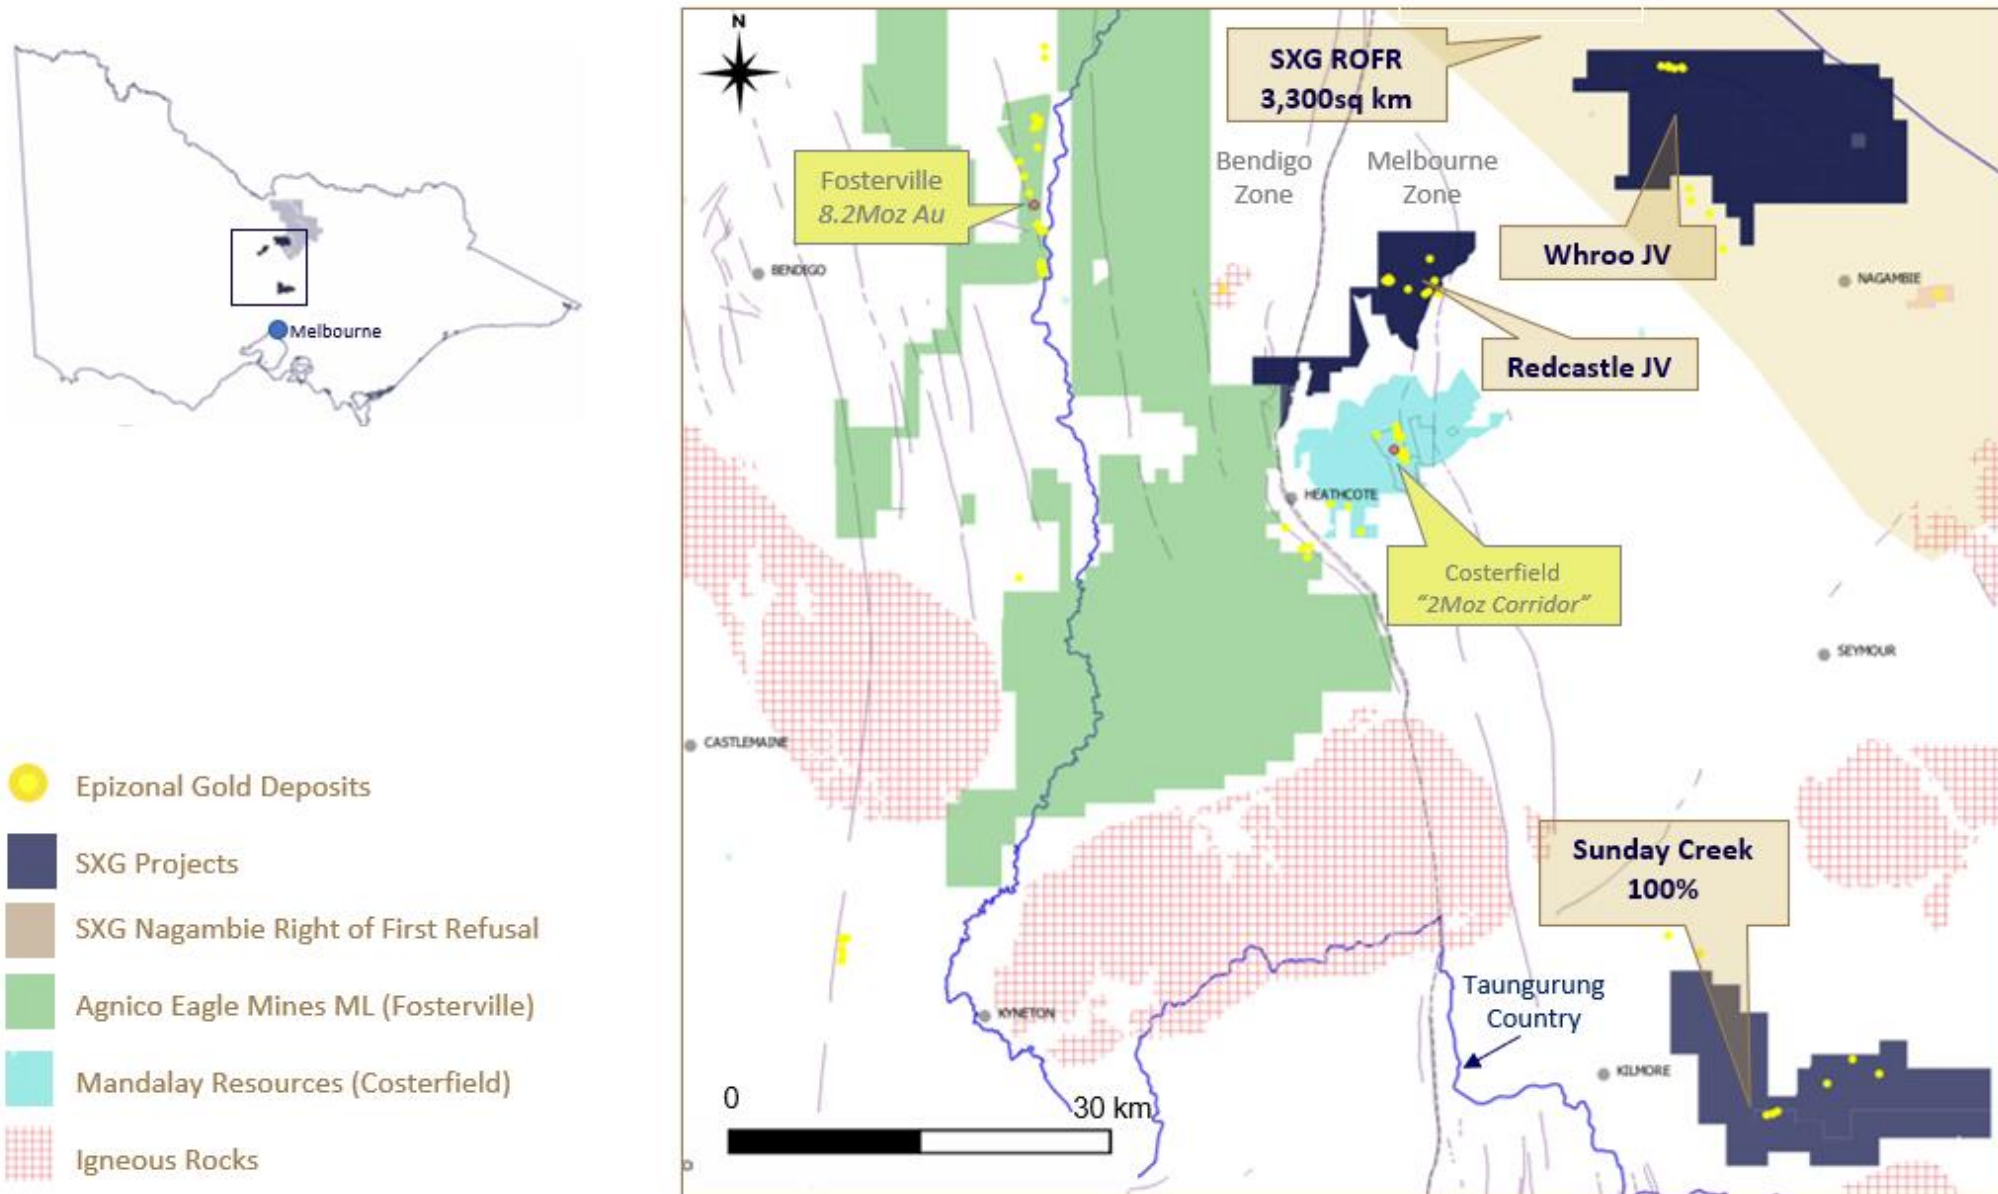 Melbourne
Epizonal Gold Deposits
SXG Projects
SXG Nagambie Right of First Refusal
Agnico Eagle Mines ML (Fosterville)
Mandalay Resources (Costerfield)
Igneous Rocks
N
SXG ROFR
3,300sq km
Bendigo
Zone
Melbourne
Zone
Fosterville
8.2Moz Au
BENDIGO
Whroo JV
NAGAMBIE
Redcastle JV
HEATHCOTE
Costerfield
"2Moz Corridor"
SEYMOUR
CASTLEMAINE
Sunday Creek
100%
Taungurung
Country
KYNETON
KILMORE
0
30 km